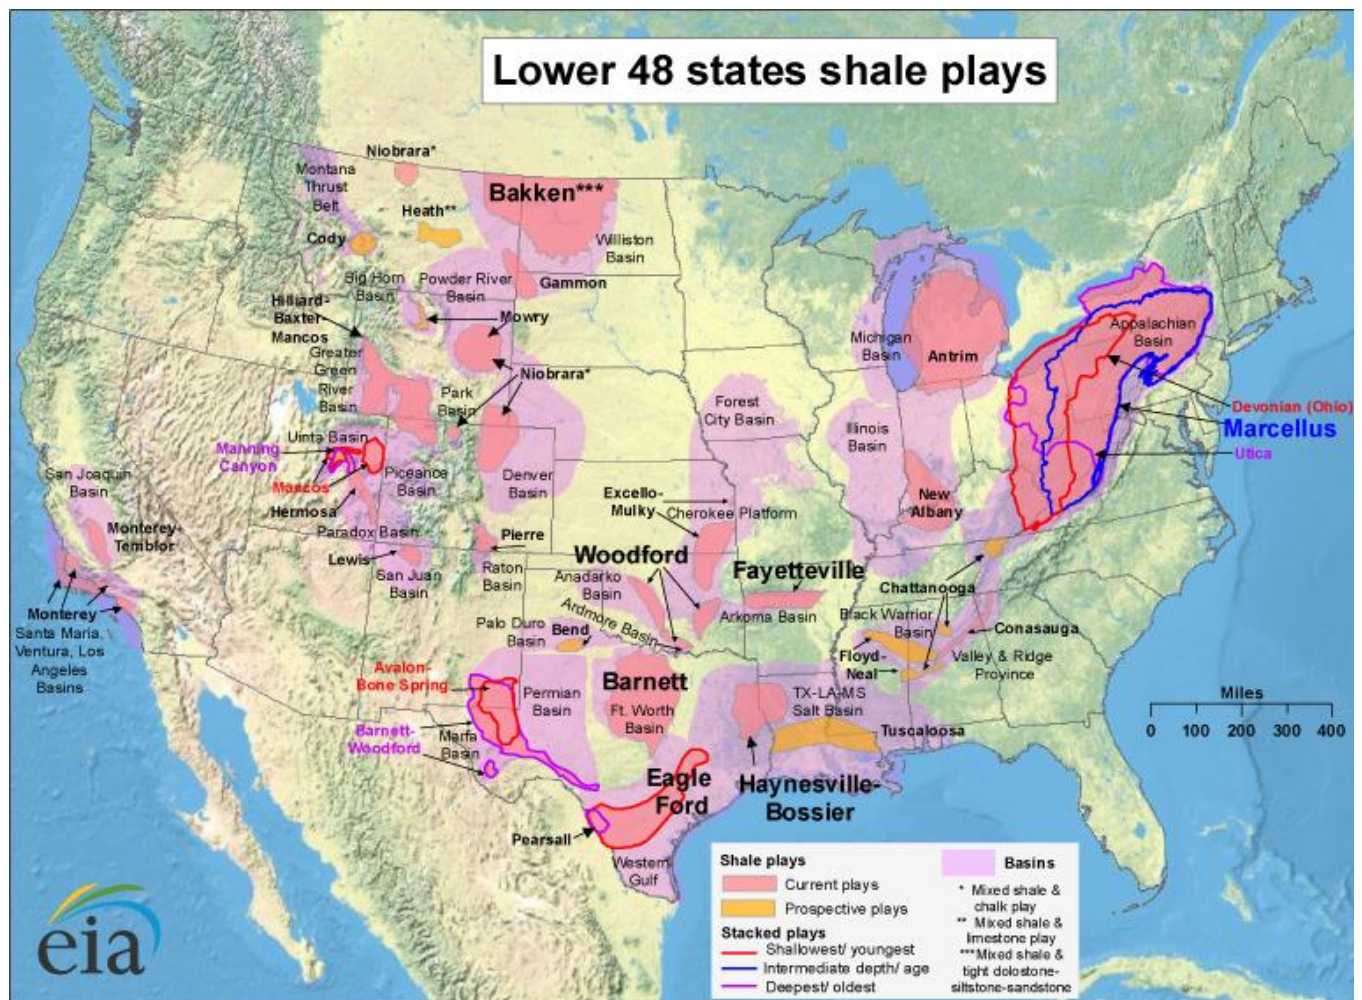 Lower 48 states shale plays
Niobrara*
Montana
Thrust
Belt
Bakken***
Heath**
Cody
Williston
Basin
Big Horn
Basin
Powder River
Basin
Gammon
Hilliard-
Baxter-
Mancos
Mowry
Greater
Green
River
Basin
Niobrara*
Park
Basin
Michigan
Basin
Antrim
Appalachian
Basin
Forest
City Basin
Illinois
Basin
Devonian (Ohio)
Marcellus
Utica
Uinta Basin
Manning
Canyon
Mancos
Piceance
Basin
Denver
Basin
San Joaquin
Basin
Monterey-
Temblor
Hermosa
Paradox Basin
Excello-
Mulky
Cherokee Platform
New
Albany
Lewis
San Juan
Basin
Pierre
Raton
Basin
Woodford
Anadarko
Basin
Fayetteville
Arkoma Basin
Chattanooga
Monterey
Santa Maria,
Ventura, Los
Angeles
Basins
Palo Duro
Basin
Bend
Ardmore Basin
Black Warrior
Basin
Conasauga
Floyd-
Neal
Valley & Ridge
Province
Avalon-
Bone Spring
Permian
Basin
Barnett
Ft. Worth
Basin
TX-LA-MS
Salt Basin
Tuscaloosa
Barnett-
Woodford
Marfa
Basin
Eagle
Ford
Haynesville-
Bossier
Pearsall
Western
Gulf
Miles
0 100 200 300 400
Shale plays
Current plays
Prospective plays
Stacked plays
Shallowest/ youngest
Intermediate depth/ age
Deepest/ oldest
Basins
* Mixed shale &
chalk play
** Mixed shale &
limestone play
***Mixed shale &
tight dolostone-
siltstone-sandstone
eia